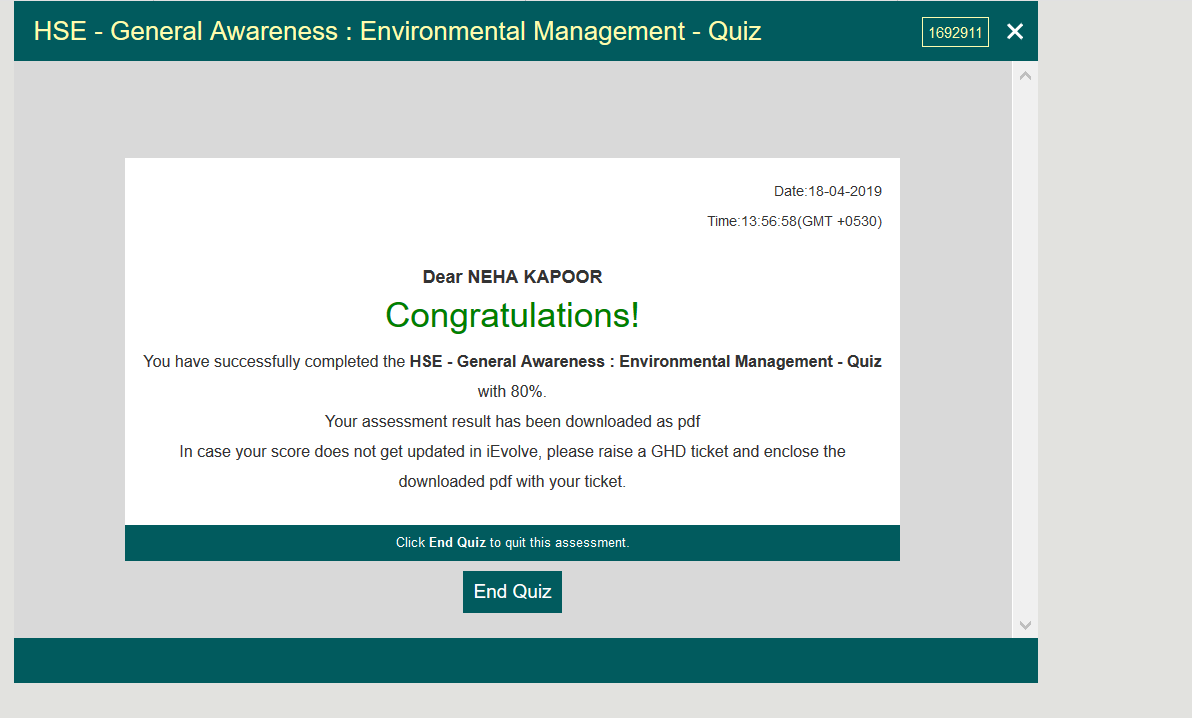 HSE - General Awareness : Environmental Management - Quiz
1692911
Date:18-04-2019
Time:13:56:58(GMT +0530)
Dear NEHA KAPOOR
Congratulations!
You have successfully completed the HSE - General Awareness : Environmental Management - Quiz
with 80%.
Your assessment result has been downloaded as pdf
In case your score does not get updated in iEvolve, please raise a GHD ticket and enclose the
downloaded pdf with your ticket.
Click End Quiz to quit this assessment.
End Quiz